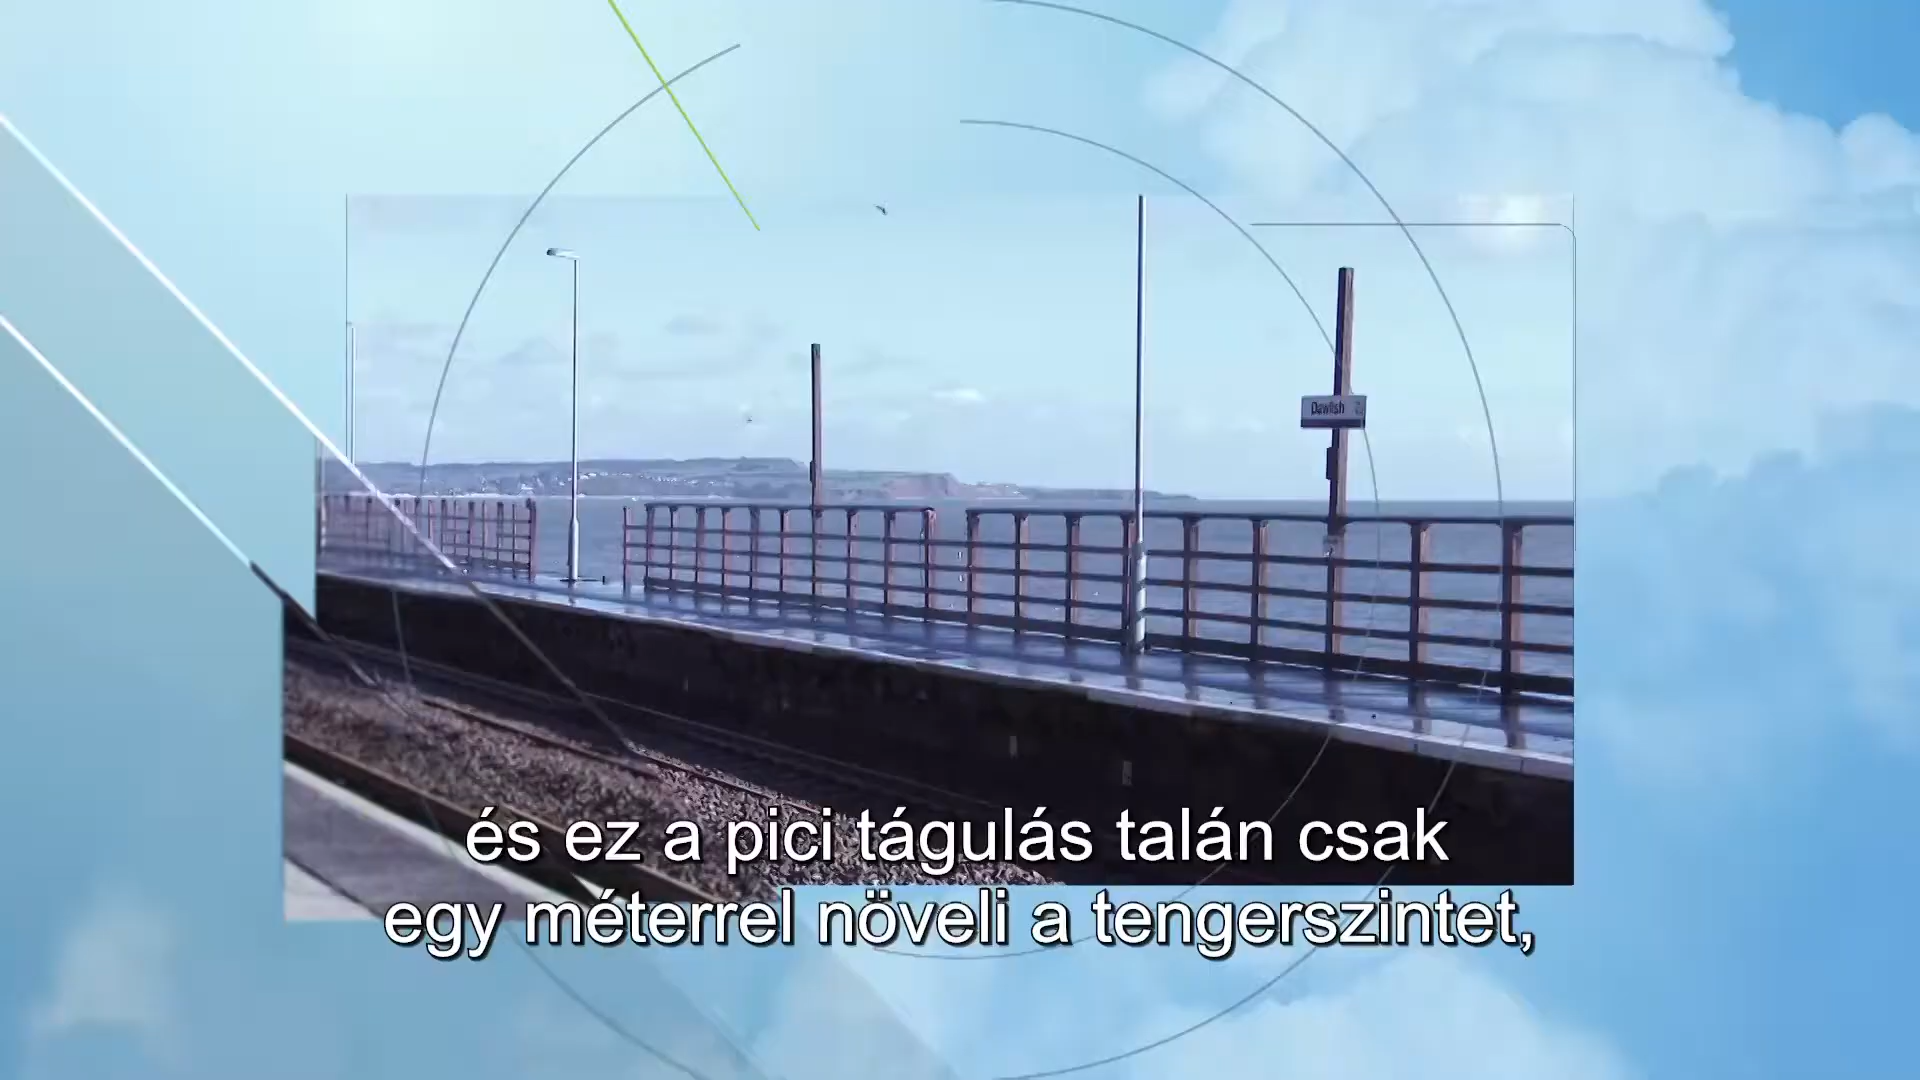 Dawlish
és ez a pici tágulás talán csak
egy méterrel növeli a tengerszintet,